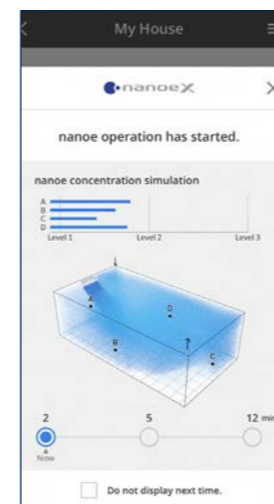 My House
nanoeX
nanoe operation has started.
nanoe concentration simulation
A
B
C
D
Level 1 Level 2 Level 3
A
D
B
C
2 5 12 min
Now
Do not display next time.